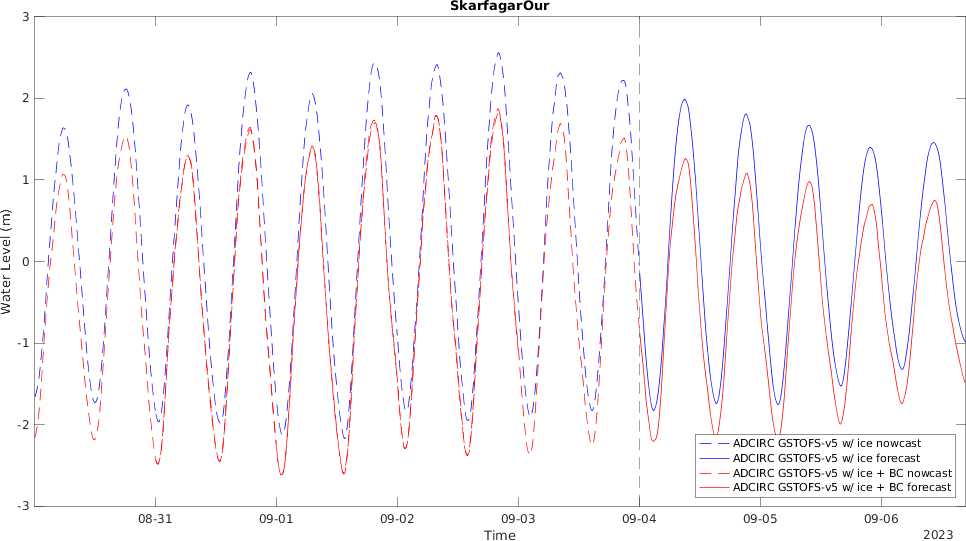 SkarfagarOur
3
2
1
0
-1
-2
-3
Water Level (m)
08-31
09-01
09-02
09-03
09-04
09-05
09-06
Time
2023
ADCIRC GSTOFS-v5 w/ ice nowcast
ADCIRC GSTOFS-v5 w/ ice forecast
ADCIRC GSTOFS-v5 w/ ice + BC nowcast
ADCIRC GSTOFS-v5 w/ ice + BC forecast